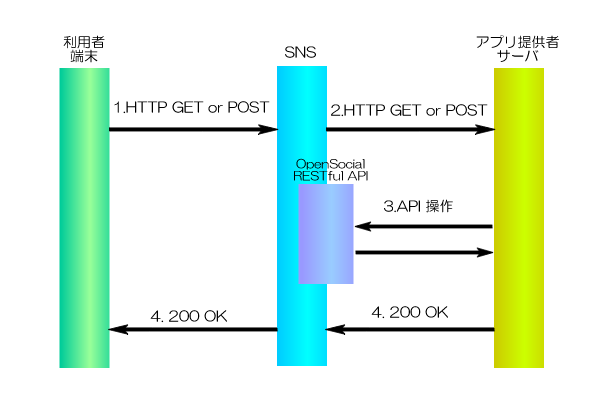 利用者
端末
SNS
アプリ提供者
サーバ
1.HTTP GET or POST
2.HTTP GET or POST
OpenSocial
RESTful API
3.API 操作
4. 200 OK
4. 200 OK